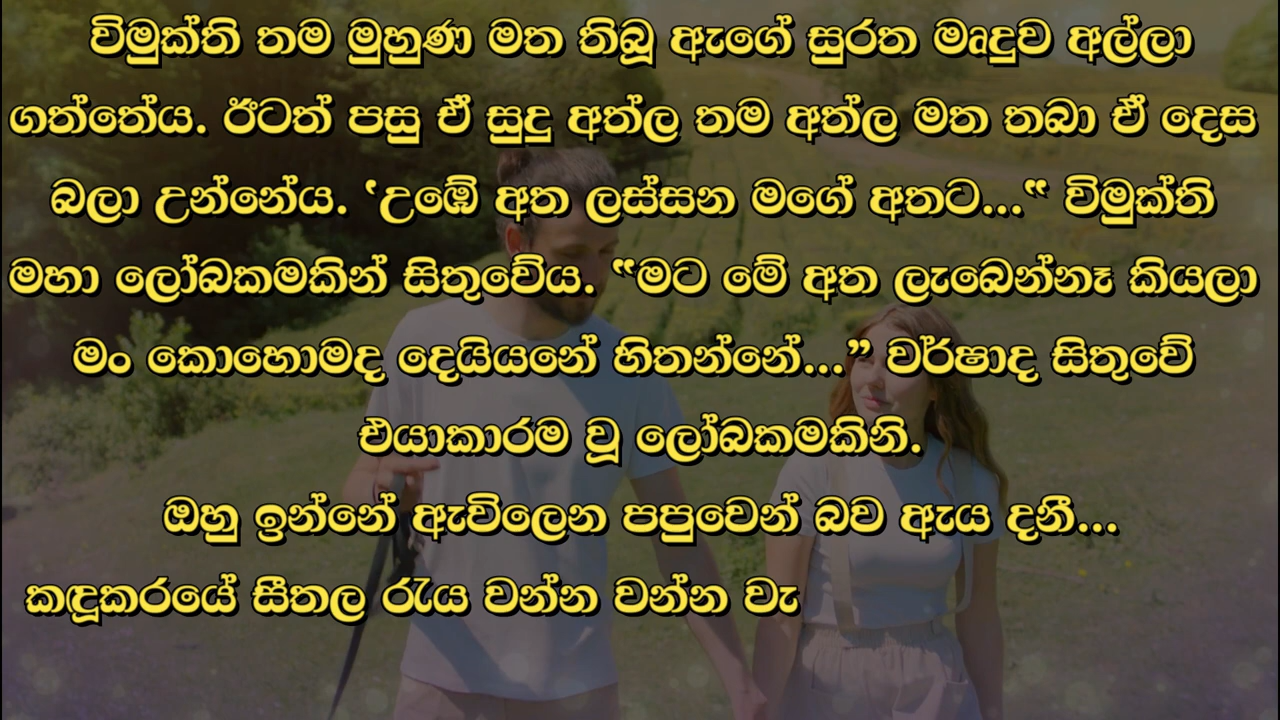 විමුක්ති තම මුහුණ මත තිබූ ඇගේ සුරත මෘදුව අල්ලා
ගත්තේය. ඊටත් පසු ඒ සුදු අත්ල තම අත්ල මත තබා ඒ දෙස
බලා උන්නේය. ‛උඹේ අත ලස්සන මගේ අතට...‟ විමුක්ති
මහා ලෝබකමකින් සිතුවේය. ‟මට මේ අත ලැබෙන්නෑ කියලා
මං කොහොමද දෙයියනේ හිතන්නේ...” වර්ෂාද සිතුවේ
එයාකාරම වූ ලෝබකමකිනි.
ඔහු ඉන්නේ ඇවිලෙන පපුවෙන් බව ඇය දනී...
කඳූකරයේ සීතල රැය වන්න වන්න වැ